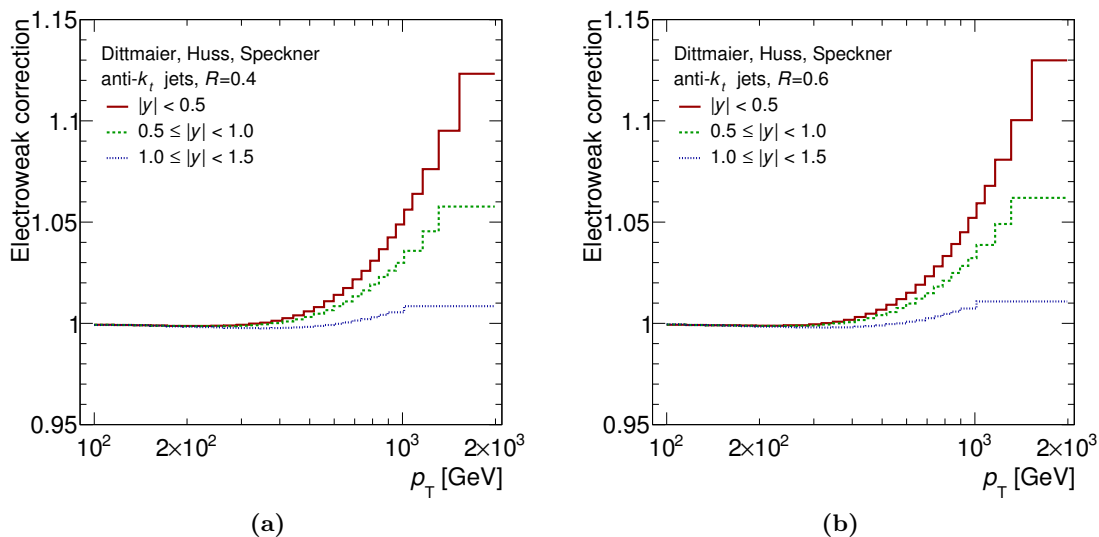 Electroweak correction
1.15
1.1
1.05
1
0.95
Dittmaier, Huss, Speckner
anti-kₜ jets, R=0.4
|y| < 0.5
0.5 ≤ |y| < 1.0
1.0 ≤ |y| < 1.5
10² 2×10² 10³ 2×10³
p_T [GeV]
(a)
Electroweak correction
1.15
1.1
1.05
1
0.95
Dittmaier, Huss, Speckner
anti-kₜ jets, R=0.6
|y| < 0.5
0.5 ≤ |y| < 1.0
1.0 ≤ |y| < 1.5
10² 2×10² 10³ 2×10³
p_T [GeV]
(b)